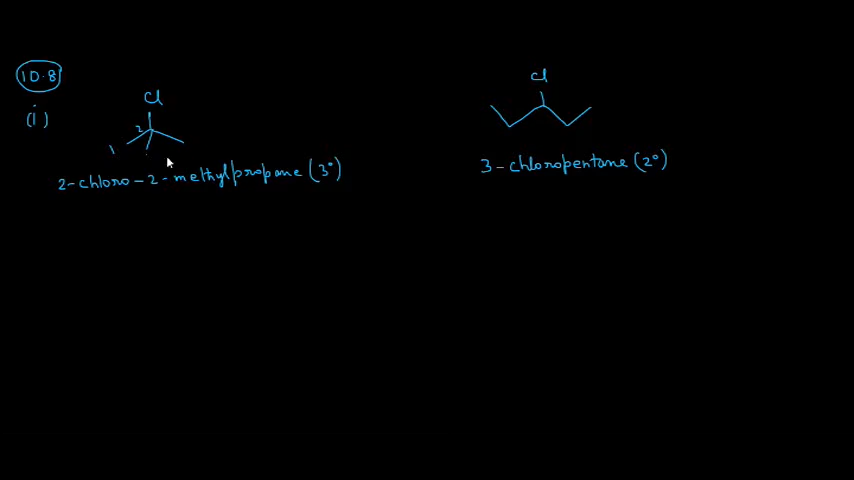 10.8
(i)
Cl
2
1
2-chloro-2-methylpropane (3°)
Cl
3-chloropentane (2°)